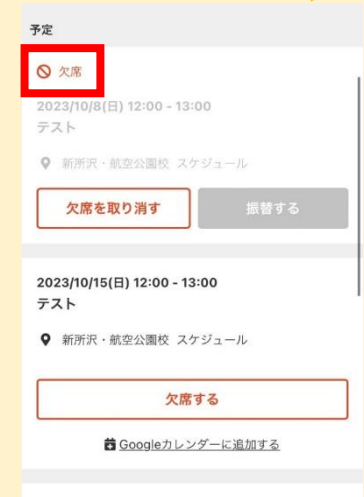 予定
欠席
2023/10/8(日) 12:00 - 13:00
テスト
新所沢・航空公園校 スケジュール
欠席を取り消す 振替する
2023/10/15(日) 12:00 - 13:00
テスト
新所沢・航空公園校 スケジュール
欠席する
Googleカレンダーに追加する